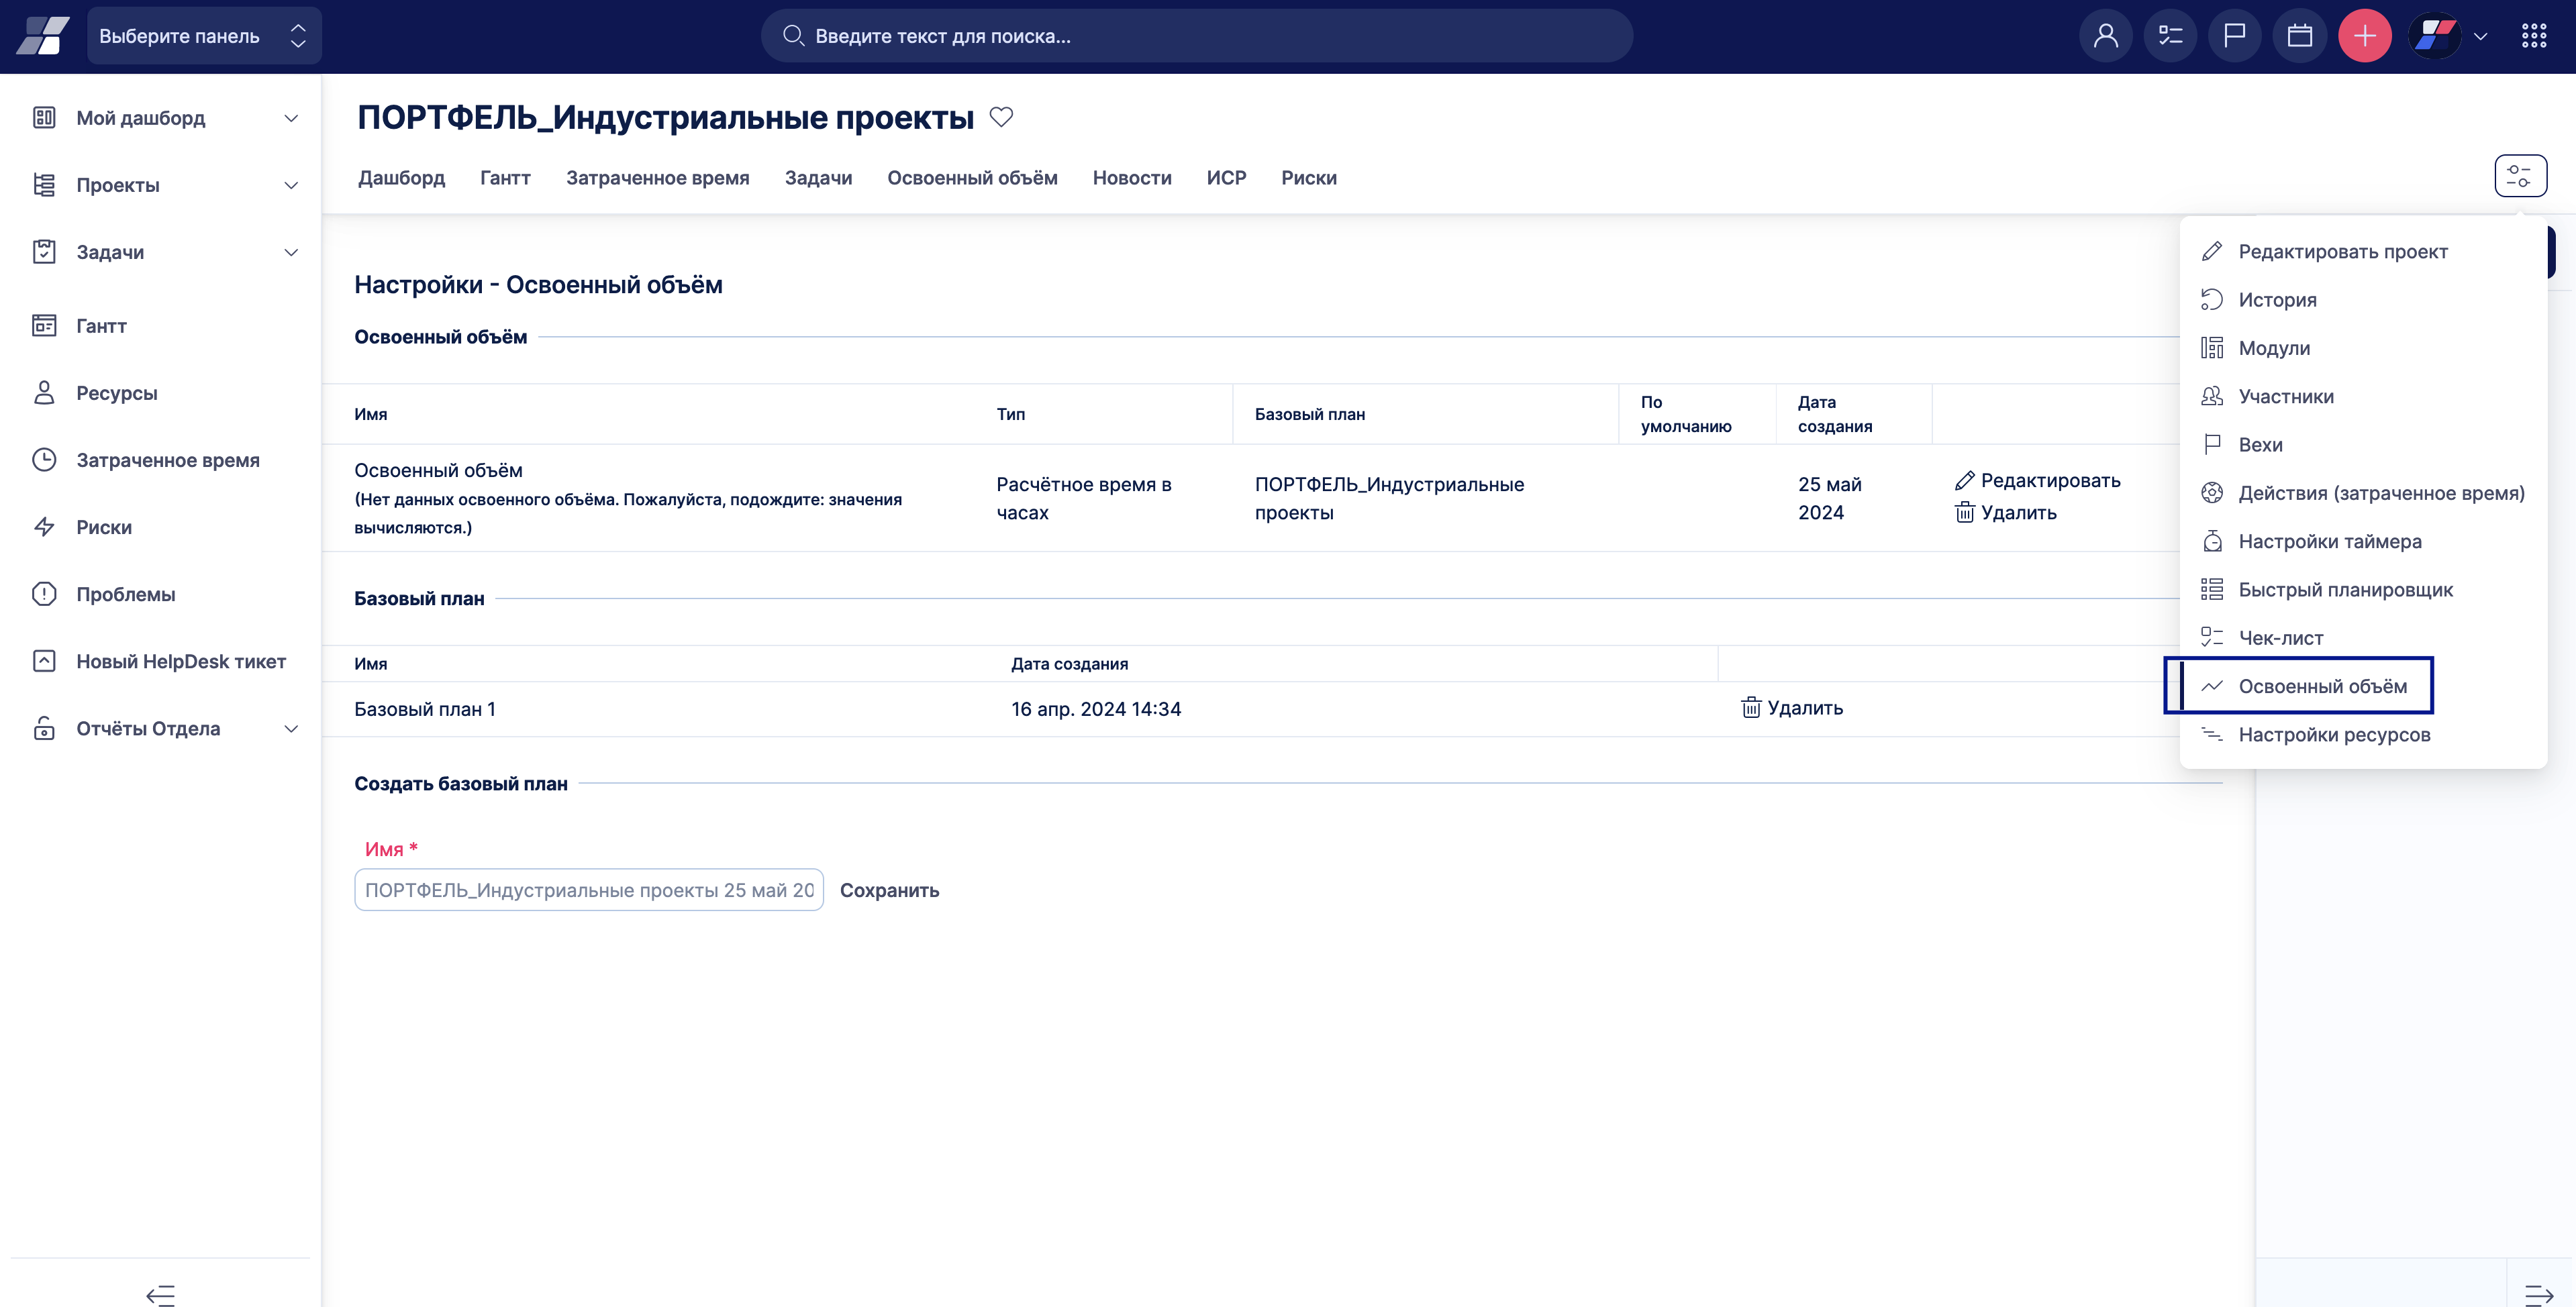 Выберите панель
Введите текст для поиска...
Мой дашборд
Проекты
Задачи
Гантт
Ресурсы
Затраченное время
Риски
Проблемы
Новый HelpDesk тикет
Отчёты Отдела
ПОРТФЕЛЬ_Индустриальные проекты
Дашборд Гантт Затраченное время Задачи Освоенный объём Новости ИСР Риски
Настройки - Освоенный объём
Освоенный объём
Имя Тип Базовый план По умолчанию Дата создания
Освоенный объём
(Нет данных освоенного объёма. Пожалуйста, подождите: значения
вычисляются.)
Расчётное время в
часах
ПОРТФЕЛЬ_Индустриальные
проекты
25 май
2024
Редактировать
Удалить
Базовый план
Имя Дата создания
Базовый план 1 16 апр. 2024 14:34 Удалить
Создать базовый план
Имя *
ПОРТФЕЛЬ_Индустриальные проекты 25 май 20
Сохранить
Редактировать проект
История
Модули
Участники
Вехи
Действия (затраченное время)
Настройки таймера
Быстрый планировщик
Чек-лист
Освоенный объём
Настройки ресурсов